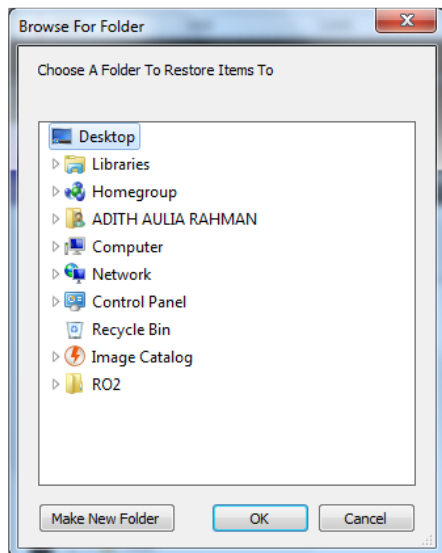 Browse For Folder
Choose A Folder To Restore Items To
Desktop
Libraries
Homegroup
ADITH AULIA RAHMAN
Computer
Network
Control Panel
Recycle Bin
Image Catalog
RO2
Make New Folder OK Cancel